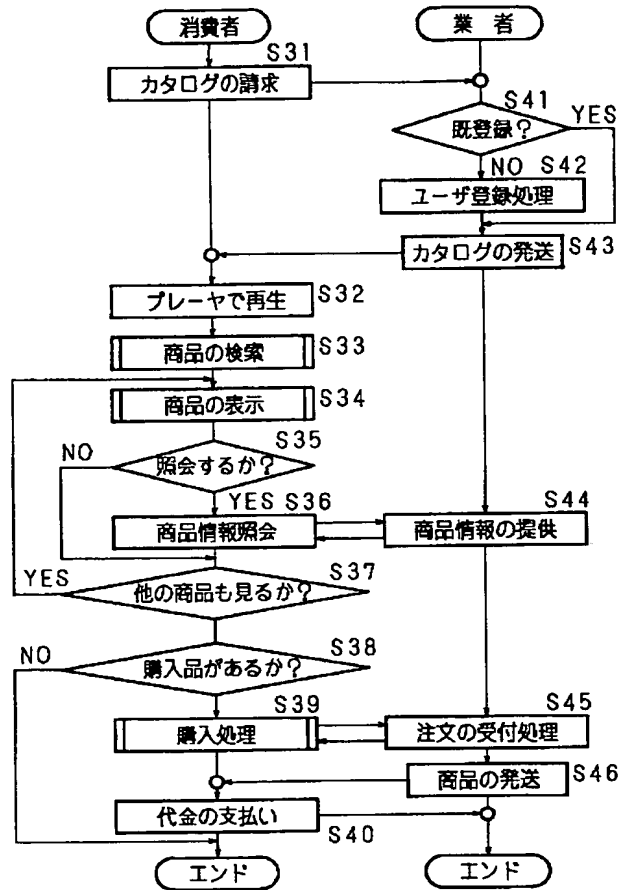 消費者
業者
S31
カタログの請求
S41
既登録?
YES
NO
S42
ユーザ登録処理
カタログの発送
S43
プレーヤで再生
S32
商品の検索
S33
商品の表示
S34
S35
NO
照会するか?
YES
S36
商品情報照会
S44
商品情報の提供
S37
YES
他の商品も見るか?
S38
NO
購入品があるか?
S39
購入処理
S45
注文の受付処理
商品の発送
S46
代金の支払い
S40
エンド
エンド